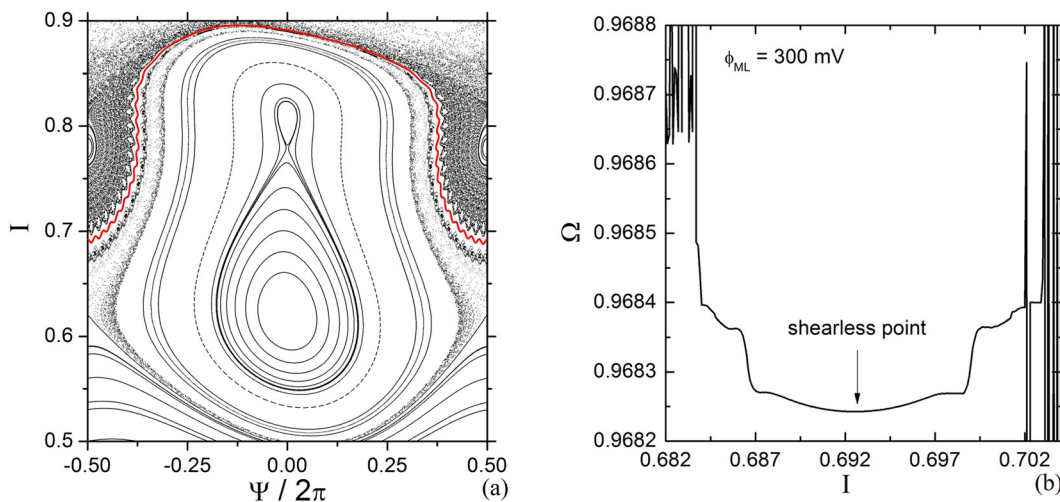 0.9
0.8
0.7
0.6
0.5
I
-0.50
-0.25
0.00
0.25
0.50
Ψ / 2π
(a)
0.9688
0.9687
0.9686
0.9685
0.9684
0.9683
0.9682
Ω
ϕML = 300 mV
shearless point
0.682
0.687
0.692
0.697
0.702
I
(b)